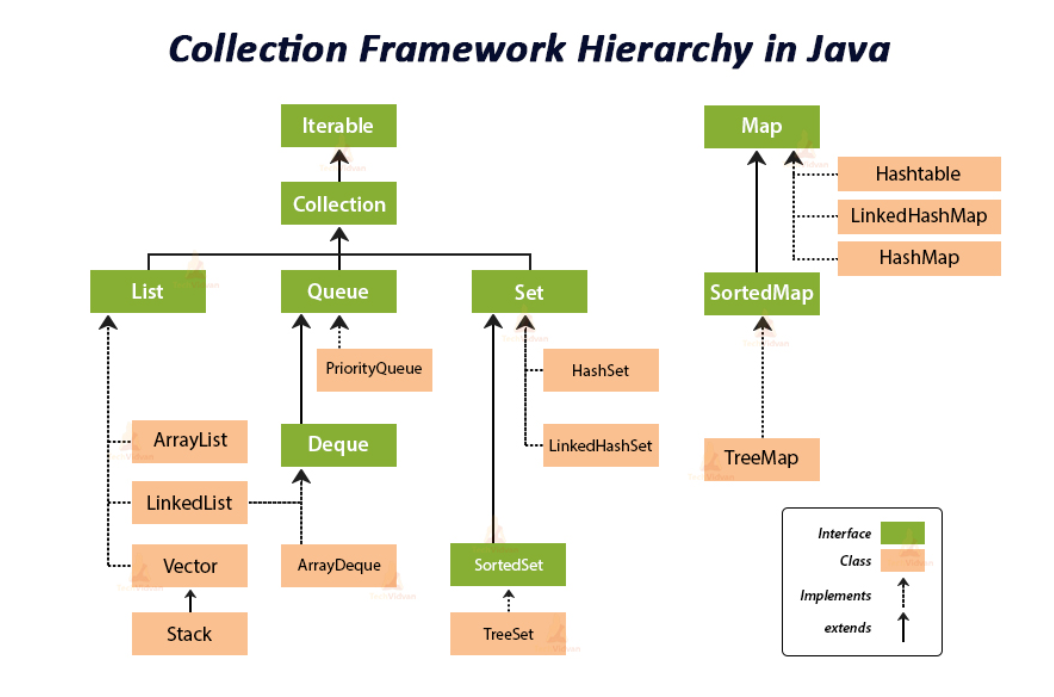 Collection Framework Hierarchy in Java
Iterable
Collection
List
Queue
Set
PriorityQueue
HashSet
ArrayList
Deque
LinkedHashSet
LinkedList
Vector
ArrayDeque
SortedSet
Stack
TreeSet
Map
Hashtable
LinkedHashMap
HashMap
SortedMap
TreeMap
Interface
Class
Implements
extends